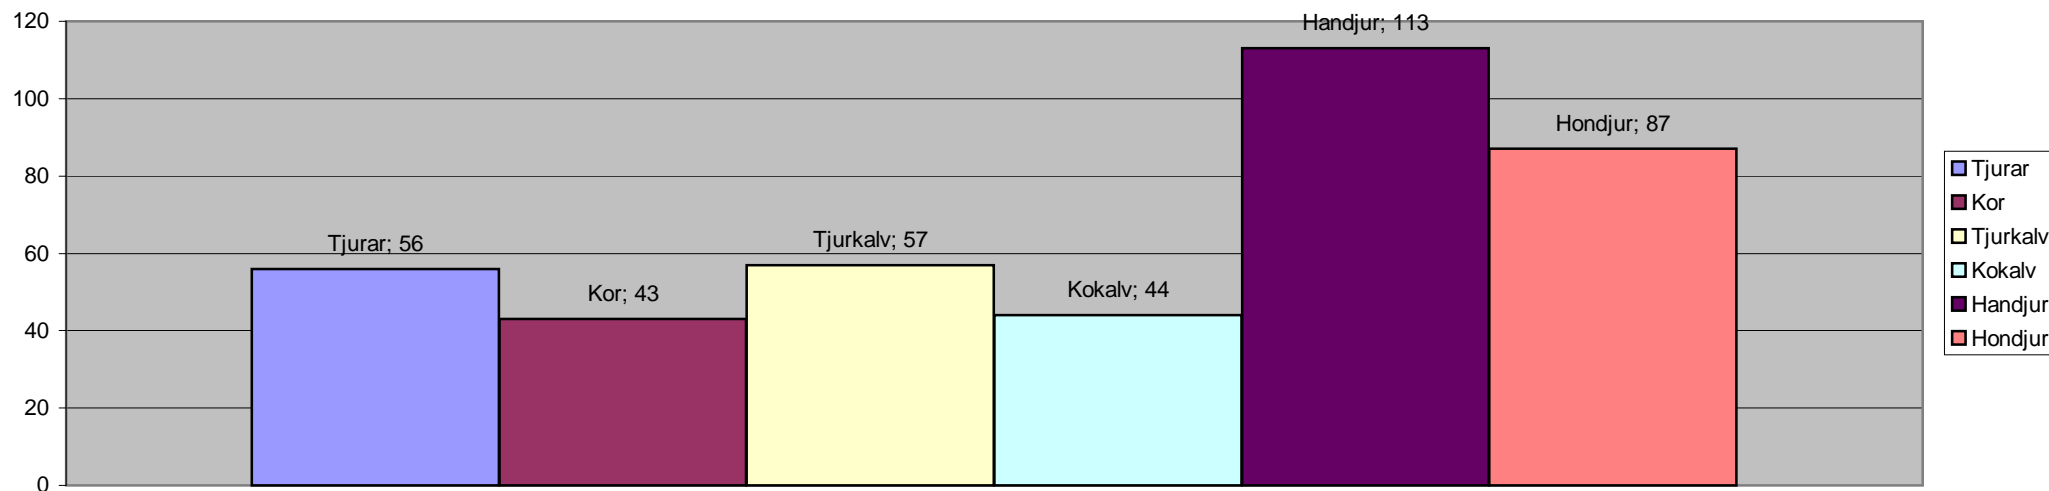 120
100
80
60
40
20
0
Tjurar; 56
Kor; 43
Tjurkalv; 57
Kokalv; 44
Handjur; 113
Hondjur; 87
Tjurar
Kor
Tjurkalv
Kokalv
Handjur
Hondjur